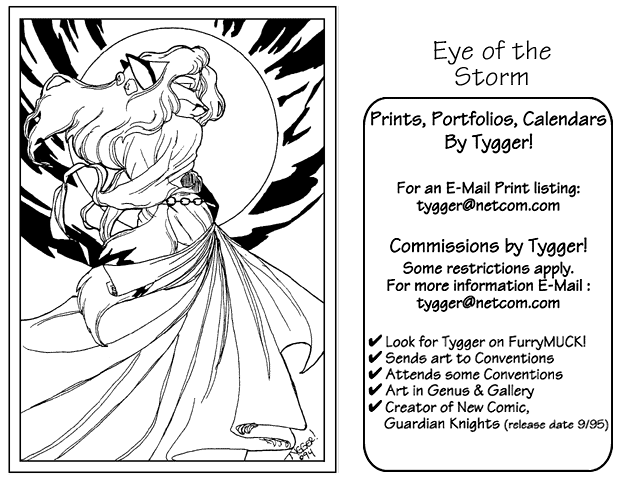 Eye of the
Storm
Prints, Portfolios, Calendars
By Tygger!
For an E-Mail Print listing:
tygger@netcom.com
Commissions by Tygger!
Some restrictions apply.
For more information E-Mail :
tygger@netcom.com
✔ Look for Tygger on FurryMUCK!
✔ Sends art to Conventions
✔ Attends some Conventions
✔ Art in Genus & Gallery
✔ Creator of New Comic,
Guardian Knights (release date 9/95)
TYGGER!
94